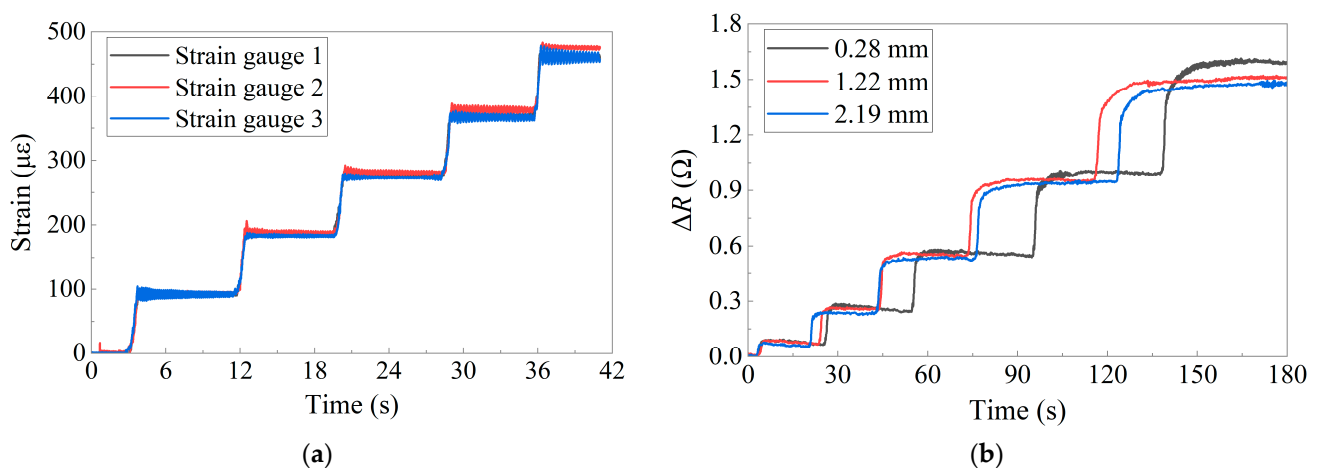 500
400
300
200
100
0
Strain (με)
Strain gauge 1
Strain gauge 2
Strain gauge 3
0 6 12 18 24 30 36 42
Time (s)
(a)
1.8
1.5
1.2
0.9
0.6
0.3
0.0
ΔR (Ω)
0.28 mm
1.22 mm
2.19 mm
0 30 60 90 120 150 180
Time (s)
(b)